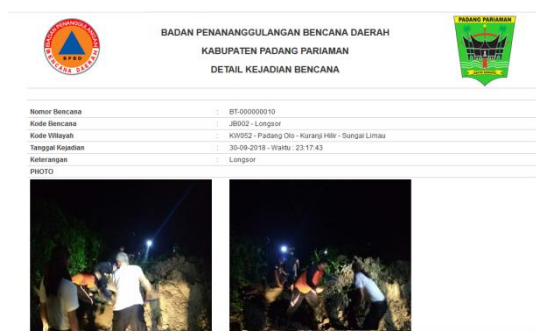 BADAN PENANANGGULANGAN BENCANA DAERAH
KABUPATEN PADANG PARIAMAN
DETAIL KEJADIAN BENCANA
PADANG PARIAMAN
BPBD
Nomor Bencana : BT-000000010
Kode Bencana : JB002 - Longsor
Kode Wilayah : KW052 - Padang Olo - Kuranji Hilir - Sungai Limau
Tanggal Kejadian : 30-09-2018 - Waktu : 23:17:43
Keterangan : Longsor
PHOTO